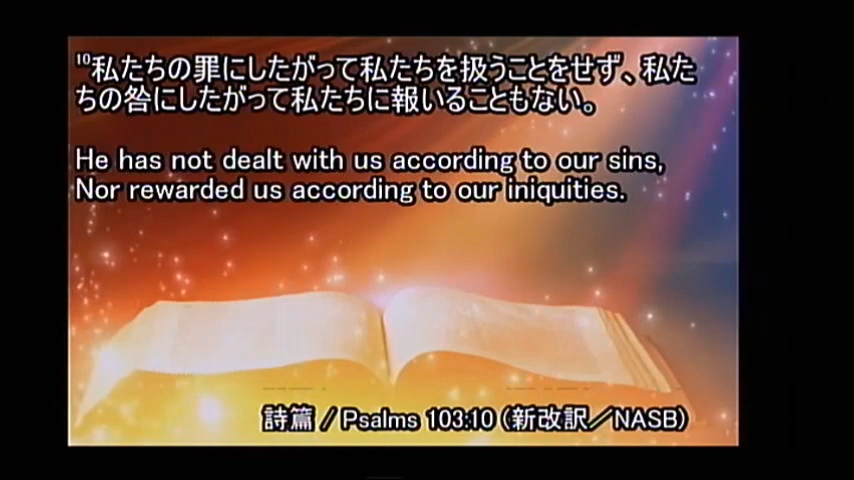 10私たちの罪にしたがって私たちを扱うことをせず、私た
ちの咎にしたがって私たちに報いることもない。
He has not dealt with us according to our sins,
Nor rewarded us according to our iniquities.
詩篇 / Psalms 103:10 (新改訳／NASB)